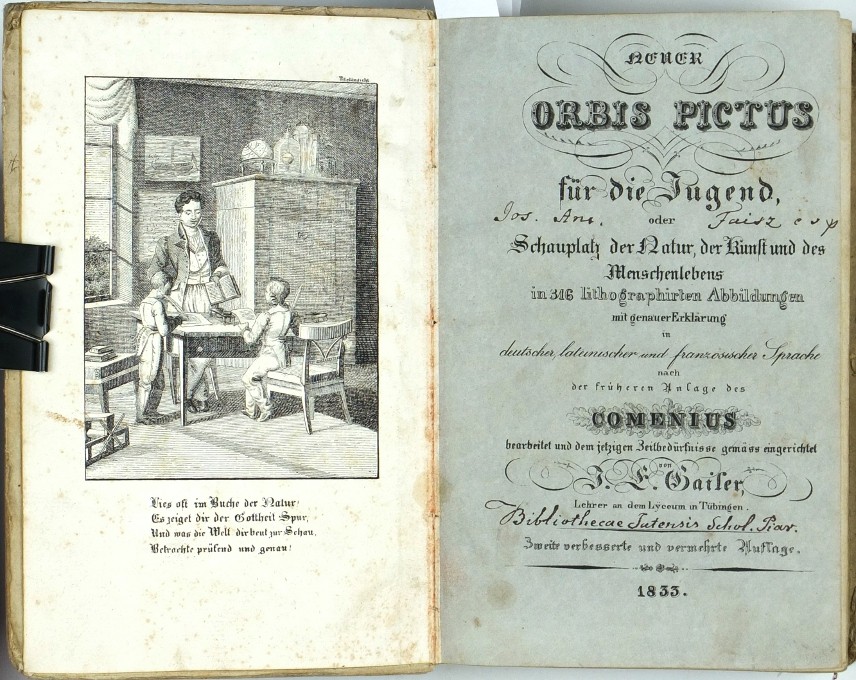 Titelansicht
Lies oft im Buche der Natur!
Es zeiget dir der Gottheit Spur,
Und was die Welt dir beut zur Schau,
Betrachte prüfend und genau!
NEUER
ORBIS PICTUS
für die Jugend,
Jos. Ant. Faisz
oder
Schauplatz der Natur, der Kunst und des
Menschenlebens
in 316 lithographirten Abbildungen
mit genauer Erklärung
in
deutscher, lateinischer und französischer Sprache
nach
der früheren Anlage des
COMENIUS
bearbeitet und dem jetzigen Zeitbedürfnisse gemäss eingerichtet
von
J. E. Gailer,
Lehrer an dem Lyceum in Tübingen.
Bibliothecae Tatensis Schol. Piar.
Zweite verbesserte und vermehrte Auflage.
1833.